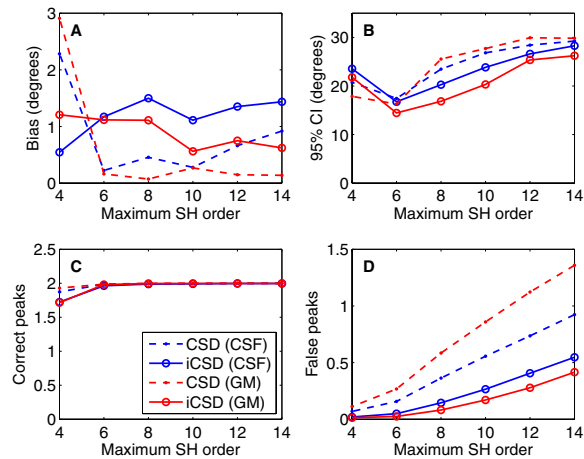 A
Bias (degrees)
3
2
1
0
4 6 8 10 12 14
Maximum SH order
B
95% CI (degrees)
30
20
10
0
4 6 8 10 12 14
Maximum SH order
C
Correct peaks
2.5
2
1.5
1
0.5
0
4 6 8 10 12 14
Maximum SH order
CSD (CSF)
iCSD (CSF)
CSD (GM)
iCSD (GM)
D
False peaks
1.5
1
0.5
0
4 6 8 10 12 14
Maximum SH order